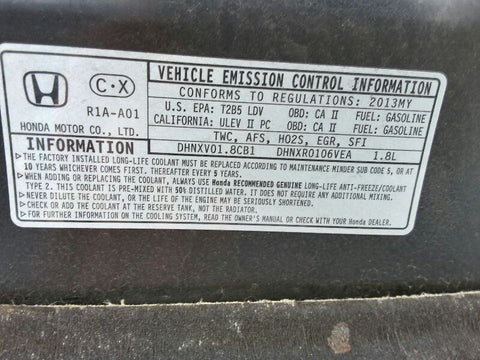 C·X
R1A-A01
HONDA MOTOR CO., LTD.
VEHICLE EMISSION CONTROL INFORMATION
CONFORMS TO REGULATIONS: 2013MY
U.S. EPA: T2B5 LDV OBD: CA II FUEL: GASOLINE
CALIFORNIA: ULEV II PC OBD: CA II FUEL: GASOLINE
TWC, AFS, HO2S, EGR, SFI
DHNXV01.8CB1 DHNXR0106VEA 1.8L
INFORMATION
▶THE FACTORY INSTALLED LONG-LIFE COOLANT MUST BE REPLACED ACCORDING TO MAINTENANCE MINDER SUB CODE 5, OR AT
10 YEARS WHICHEVER COMES FIRST. THEREAFTER EVERY 5 YEARS.
▶WHEN ADDING OR REPLACING THE COOLANT, ALWAYS USE Honda RECOMMENDED GENUINE LONG-LIFE ANTI-FREEZE/COOLANT
TYPE 2. THIS COOLANT IS PRE-MIXED WITH 50% DISTILLED WATER. IT DOES NOT REQUIRE ANY ADDITIONAL MIXING.
▶NEVER DILUTE THE COOLANT, OR THE ENGINE MAY BE SERIOUSLY DAMAGED.
▶CHECK AND ADD COOLANT AT THE RESERVE TANK, NOT THE RADIATOR.
▶FOR FURTHER INFORMATION ON THE COOLING SYSTEM, READ THE OWNER'S MANUAL OR CHECK WITH YOUR Honda DEALER.